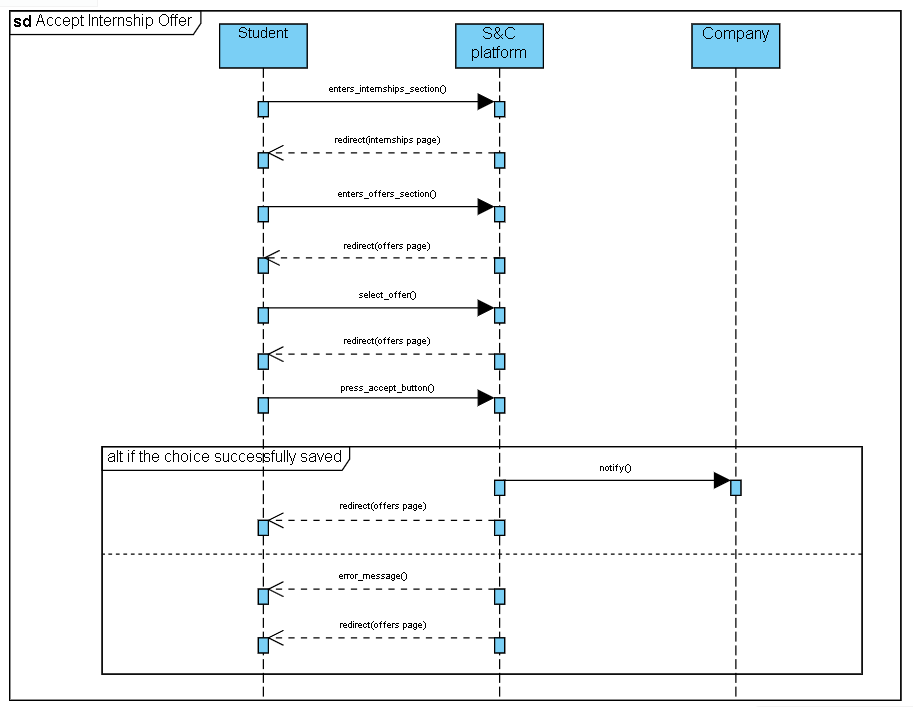 sd Accept Internship Offer
Student
S&C
platform
Company
enters_internships_section()
redirect(internships page)
enters_offers_section()
redirect(offers page)
select_offer()
redirect(offers page)
press_accept_button()
alt if the choice successfully saved
notify()
redirect(offers page)
error_message()
redirect(offers page)